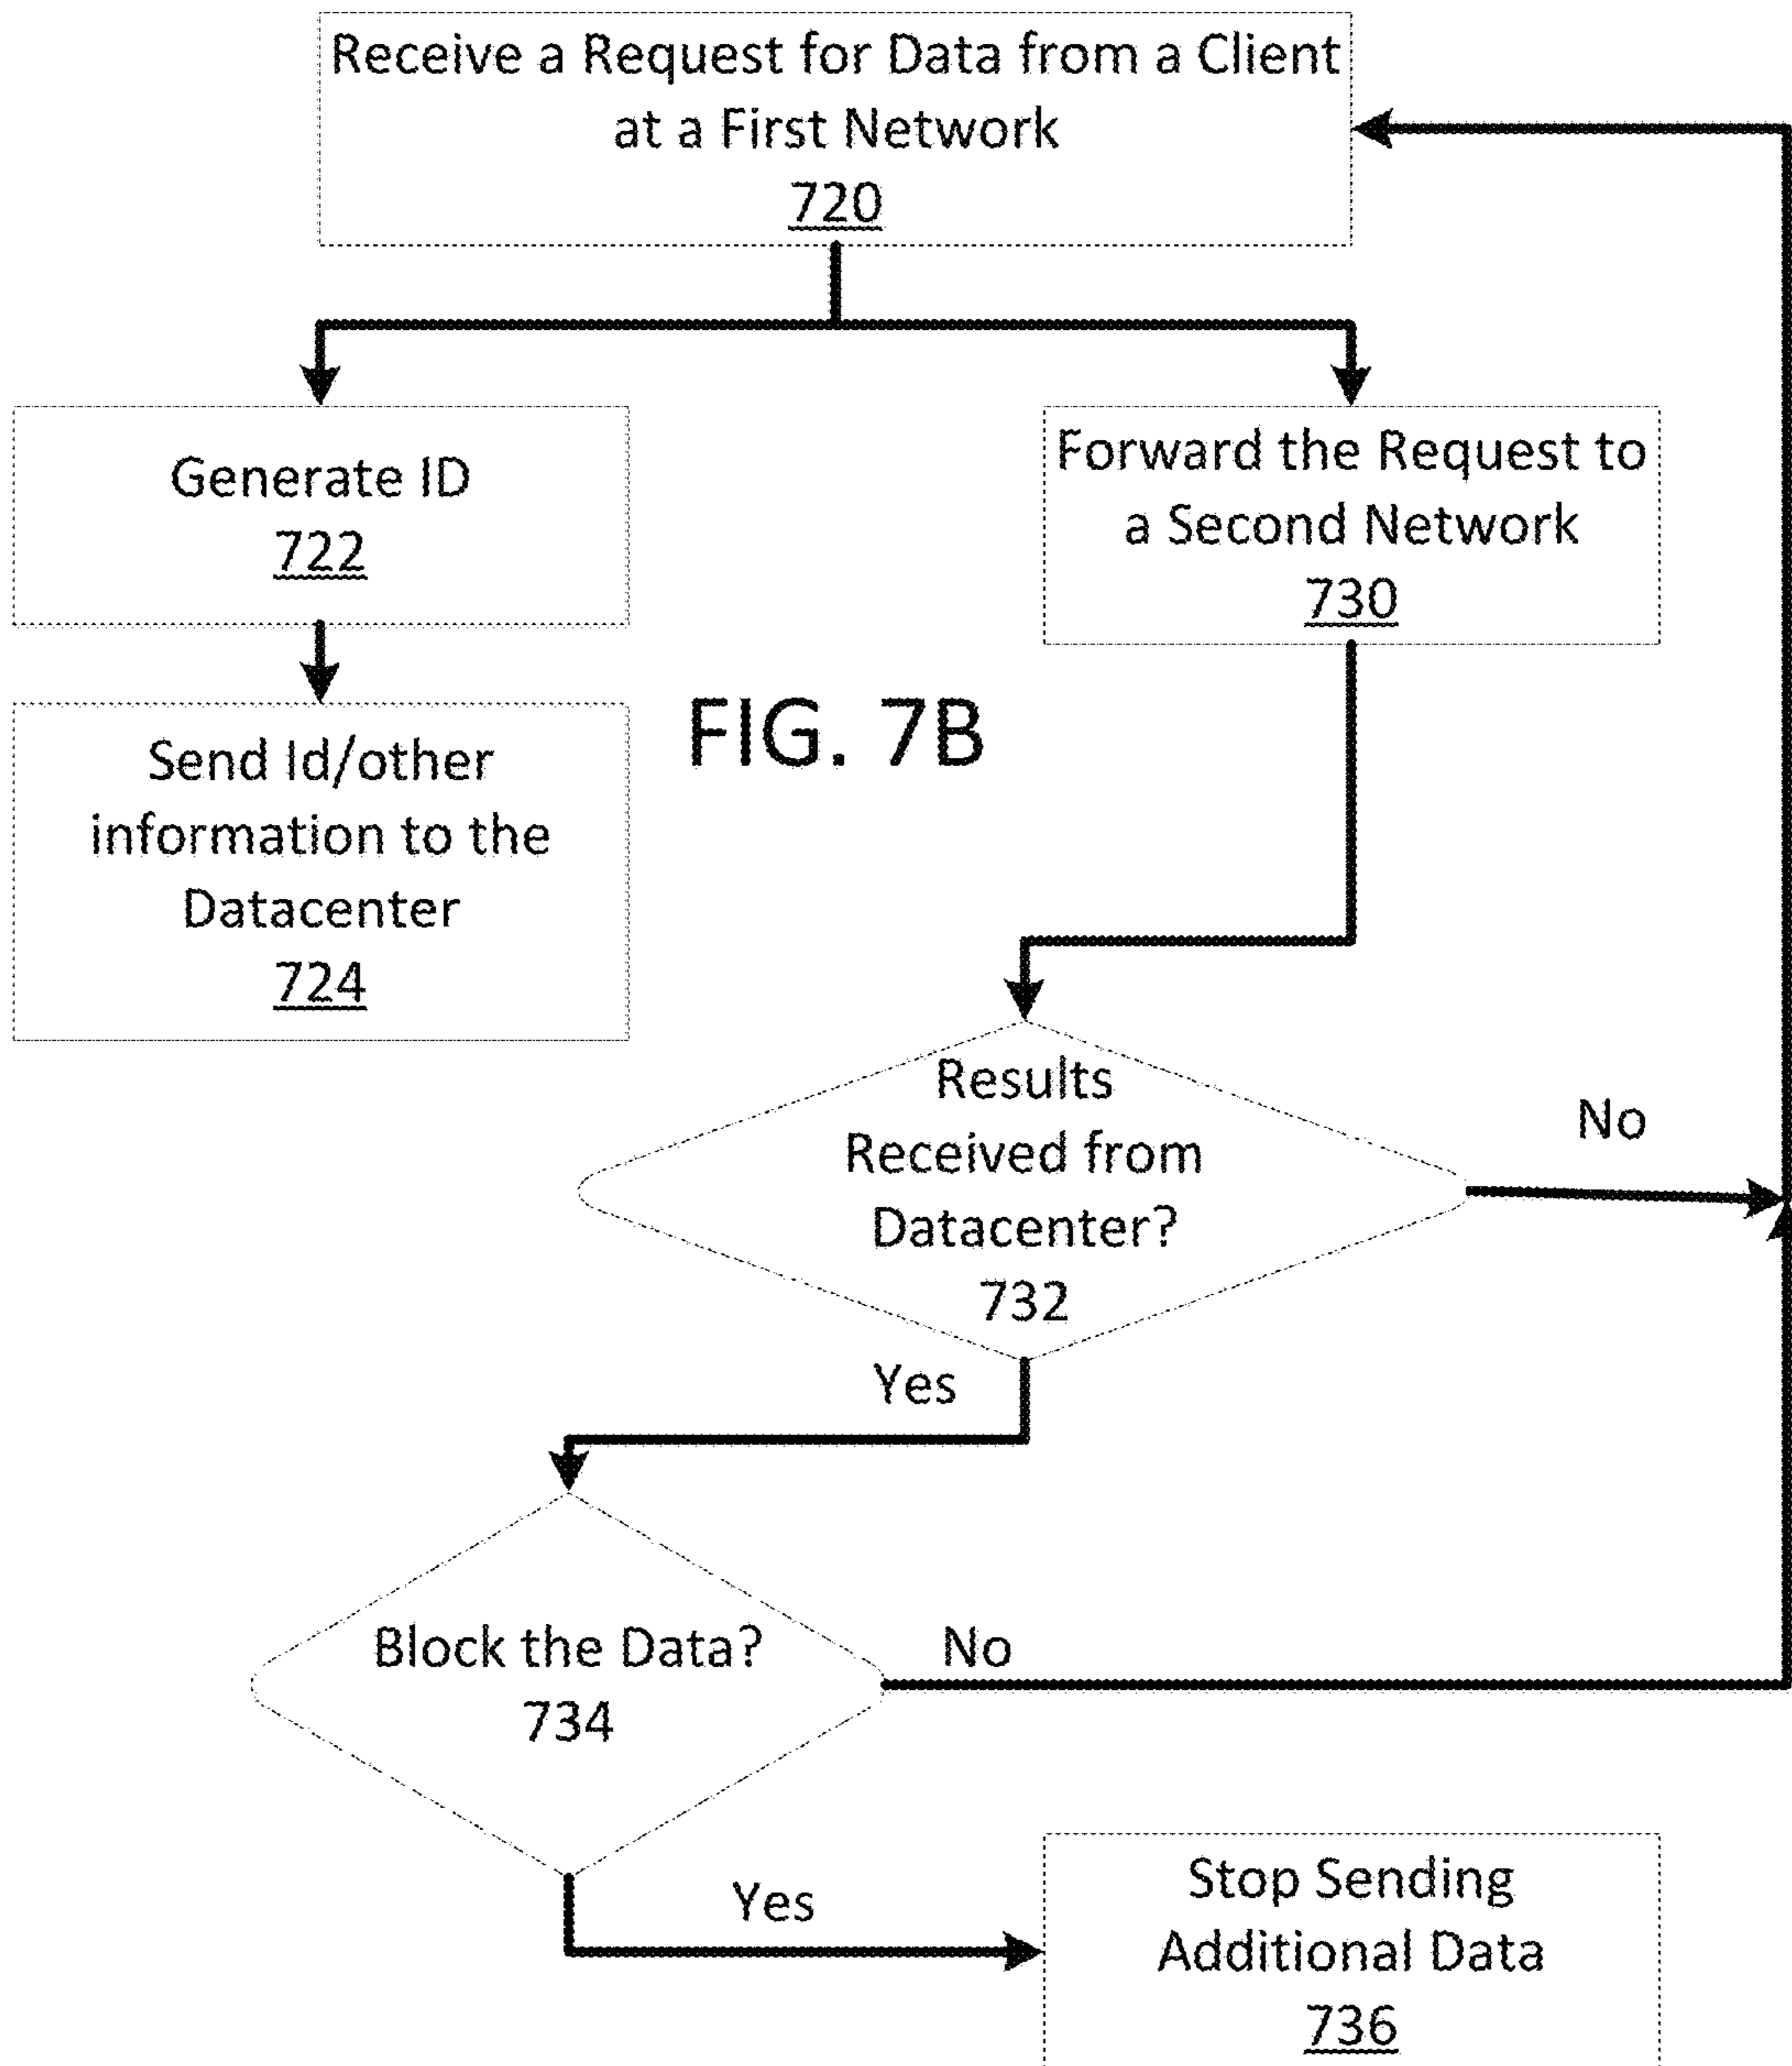 Receive a Request for Data from a Client
at a First Network
720
Generate ID
722
Forward the Request to
a Second Network
730
Send Id/other
information to the
Datacenter
724
FIG. 7B
Results
Received from
Datacenter?
732
No
Yes
Block the Data?
734
No
Yes
Stop Sending
Additional Data
736